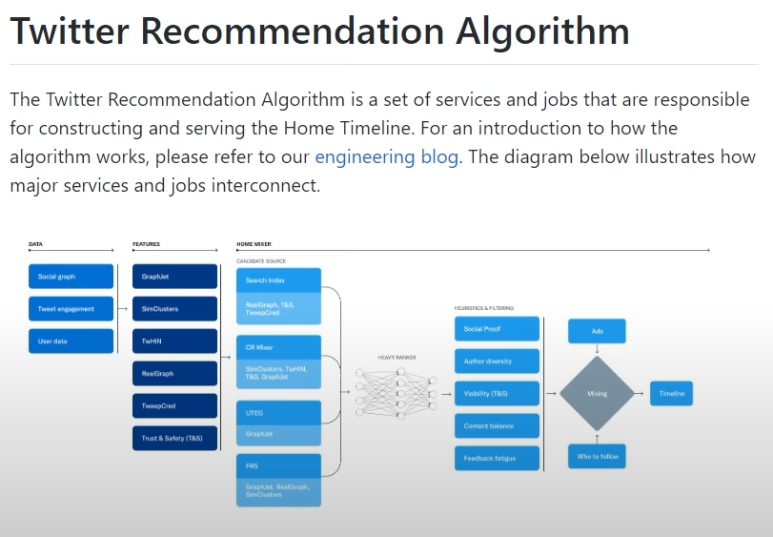 Twitter Recommendation Algorithm
The Twitter Recommendation Algorithm is a set of services and jobs that are responsible
for constructing and serving the Home Timeline. For an introduction to how the
algorithm works, please refer to our engineering blog. The diagram below illustrates how
major services and jobs interconnect.
DATA
Social graph
Tweet engagement
User data
FEATURES
GraphJet
SimClusters
TwHIN
RealGraph
TweepCred
Trust & Safety (T&S)
HOME MIXER
CANDIDATE SOURCE
Search Index
RealGraph, T&S,
TweepCred
CR Mixer
SimClusters, TwHIN,
T&S, GraphJet
UTEG
GraphJet
FRS
GraphJet, RealGraph,
SimClusters
HEAVY RANKER
HEURISTICS & FILTERING
Social Proof
Author diversity
Visibility (T&S)
Content balance
Feedback fatigue
Ads
Mixing
Who to follow
Timeline